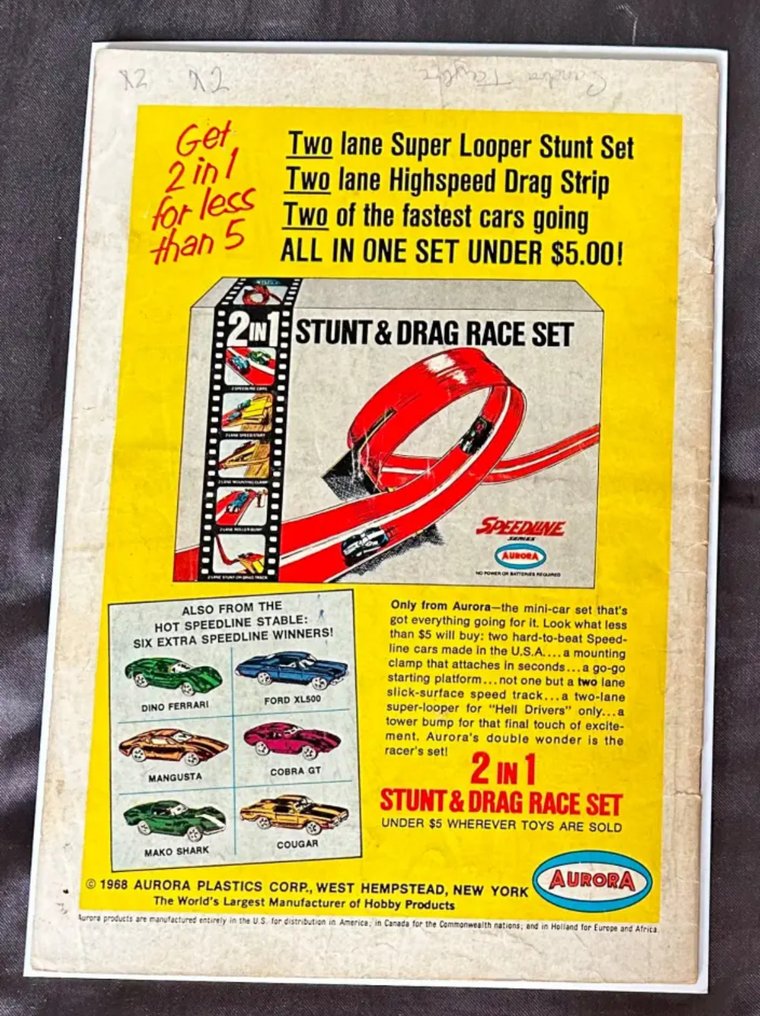 Get
2 in 1
for less
than 5
Two lane Super Looper Stunt Set
Two lane Highspeed Drag Strip
Two of the fastest cars going
ALL IN ONE SET UNDER $5.00!
2 IN 1 STUNT & DRAG RACE SET
SPEEDLINE
SERIES
AURORA
NO POWER OR BATTERIES REQUIRED
ALSO FROM THE
HOT SPEEDLINE STABLE:
SIX EXTRA SPEEDLINE WINNERS!
DINO FERRARI
FORD XL500
MANGUSTA
COBRA GT
MAKO SHARK
COUGAR
Only from Aurora—the mini-car set that's
got everything going for it. Look what less
than $5 will buy: two hard-to-beat Speed-
line cars made in the U.S.A....a mounting
clamp that attaches in seconds...a go-go
starting platform...not one but a two lane
slick-surface speed track...a two-lane
super-looper for "Hell Drivers" only...a
tower bump for that final touch of excite-
ment. Aurora's double wonder is the
racer's set!
2 IN 1
STUNT & DRAG RACE SET
UNDER $5 WHEREVER TOYS ARE SOLD
© 1968 AURORA PLASTICS CORP., WEST HEMPSTEAD, NEW YORK
The World's Largest Manufacturer of Hobby Products
AURORA
Aurora products are manufactured entirely in the U.S. for distribution in America; in Canada for the Commonwealth nations; and in Holland for Europe and Africa.